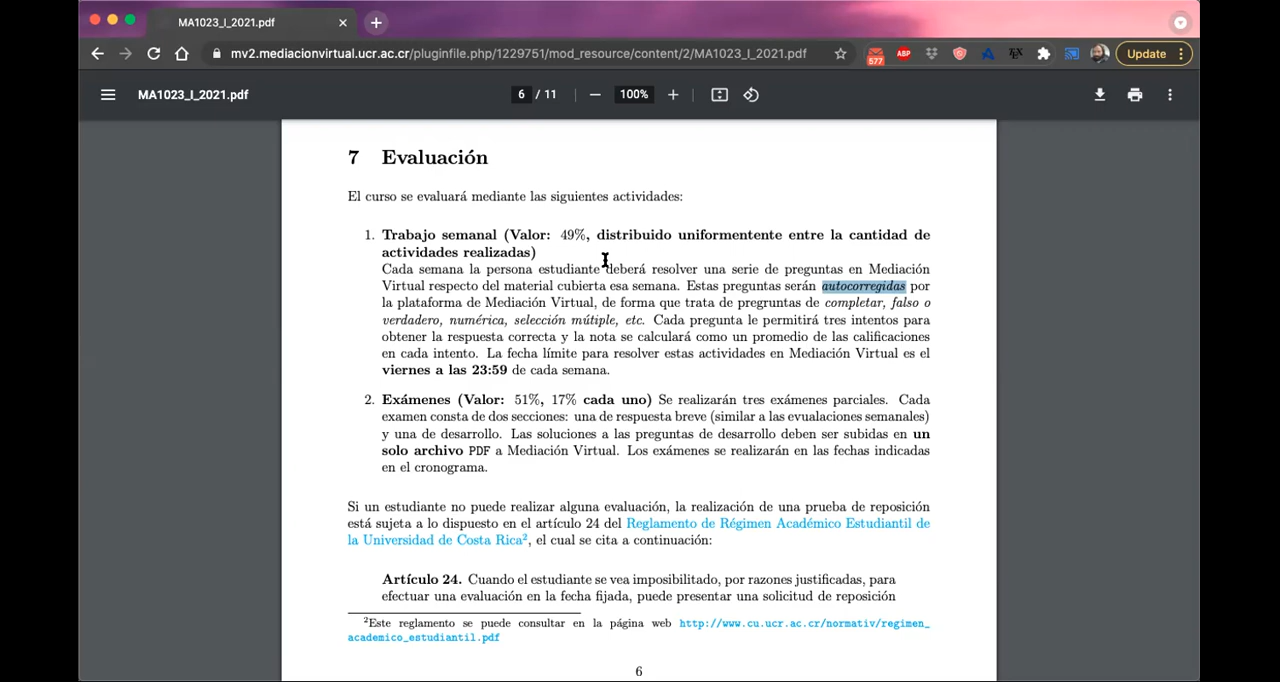 MA1023_I_2021.pdf
mv2.mediacionvirtual.ucr.ac.cr/pluginfile.php/1229751/mod_resource/content/2/MA1023_I_2021.pdf
577
ABP
TEX
Update
MA1023_I_2021.pdf
6 / 11
100%
7 Evaluación
El curso se evaluará mediante las siguientes actividades:
1. Trabajo semanal (Valor: 49%, distribuido uniformentente entre la cantidad de
actividades realizadas)
Cada semana la persona estudiante deberá resolver una serie de preguntas en Mediación
Virtual respecto del material cubierta esa semana. Estas preguntas serán autocorregidas por
la plataforma de Mediación Virtual, de forma que trata de pregruntas de completar, falso o
verdadero, numérica, selección mútiple, etc. Cada pregunta le permitirá tres intentos para
obtener la respuesta correcta y la nota se calculará como un promedio de las calificaciones
en cada intento. La fecha límite para resolver estas actividades en Mediación Virtual es el
viernes a las 23:59 de cada semana.
2. Exámenes (Valor: 51%, 17% cada uno) Se realizarán tres exámenes parciales. Cada
examen consta de dos secciones: una de respuesta breve (similar a las evualaciones semanales)
y una de desarrollo. Las soluciones a las preguntas de desarrollo deben ser subidas en un
solo archivo PDF a Mediación Virtual. Los exámenes se realizarán en las fechas indicadas
en el cronograma.
Si un estudiante no puede realizar alguna evaluación, la realización de una prueba de reposición
está sujeta a lo dispuesto en el artículo 24 del Reglamento de Régimen Académico Estudiantil de
la Universidad de Costa Rica2, el cual se cita a continuación:
Artículo 24. Cuando el estudiante se vea imposibilitado, por razones justificadas, para
efectuar una evaluación en la fecha fijada, puede presentar una solicitud de reposición
2Este reglamento se puede consultar en la página web http://www.cu.ucr.ac.cr/normativ/regimen_
academico_estudiantil.pdf
6